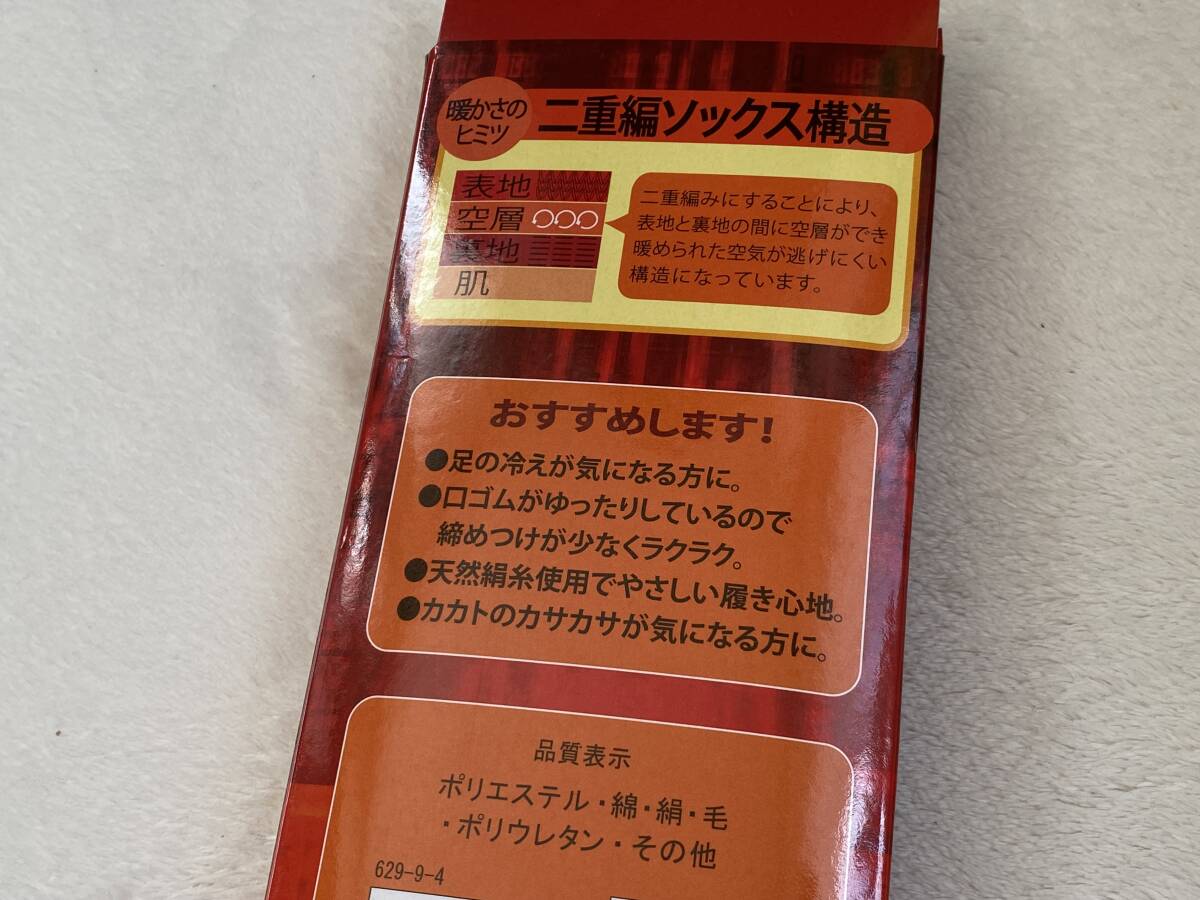 暖かさの
ヒミツ
二重編ソックス構造
表地
空層
裏地
肌
二重編みにすることにより、
表地と裏地の間に空層ができ
暖められた空気が逃げにくい
構造になっています。
おすすめします!
●足の冷えが気になる方に。
●口ゴムがゆったりしているので
締めつけが少なくラクラク。
●天然絹糸使用でやさしい履き心地。
●カカトのカサカサが気になる方に。
品質表示
ポリエステル・綿・絹・毛
・ポリウレタン・その他
629-9-4